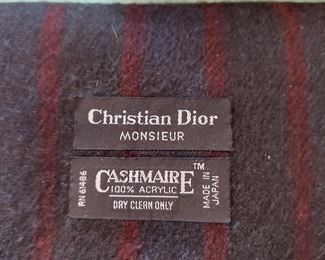 Christian Dior
MONSIEUR
RN 61486
CASHMAIRE™
100% ACRYLIC
DRY CLEAN ONLY
MADE IN
JAPAN